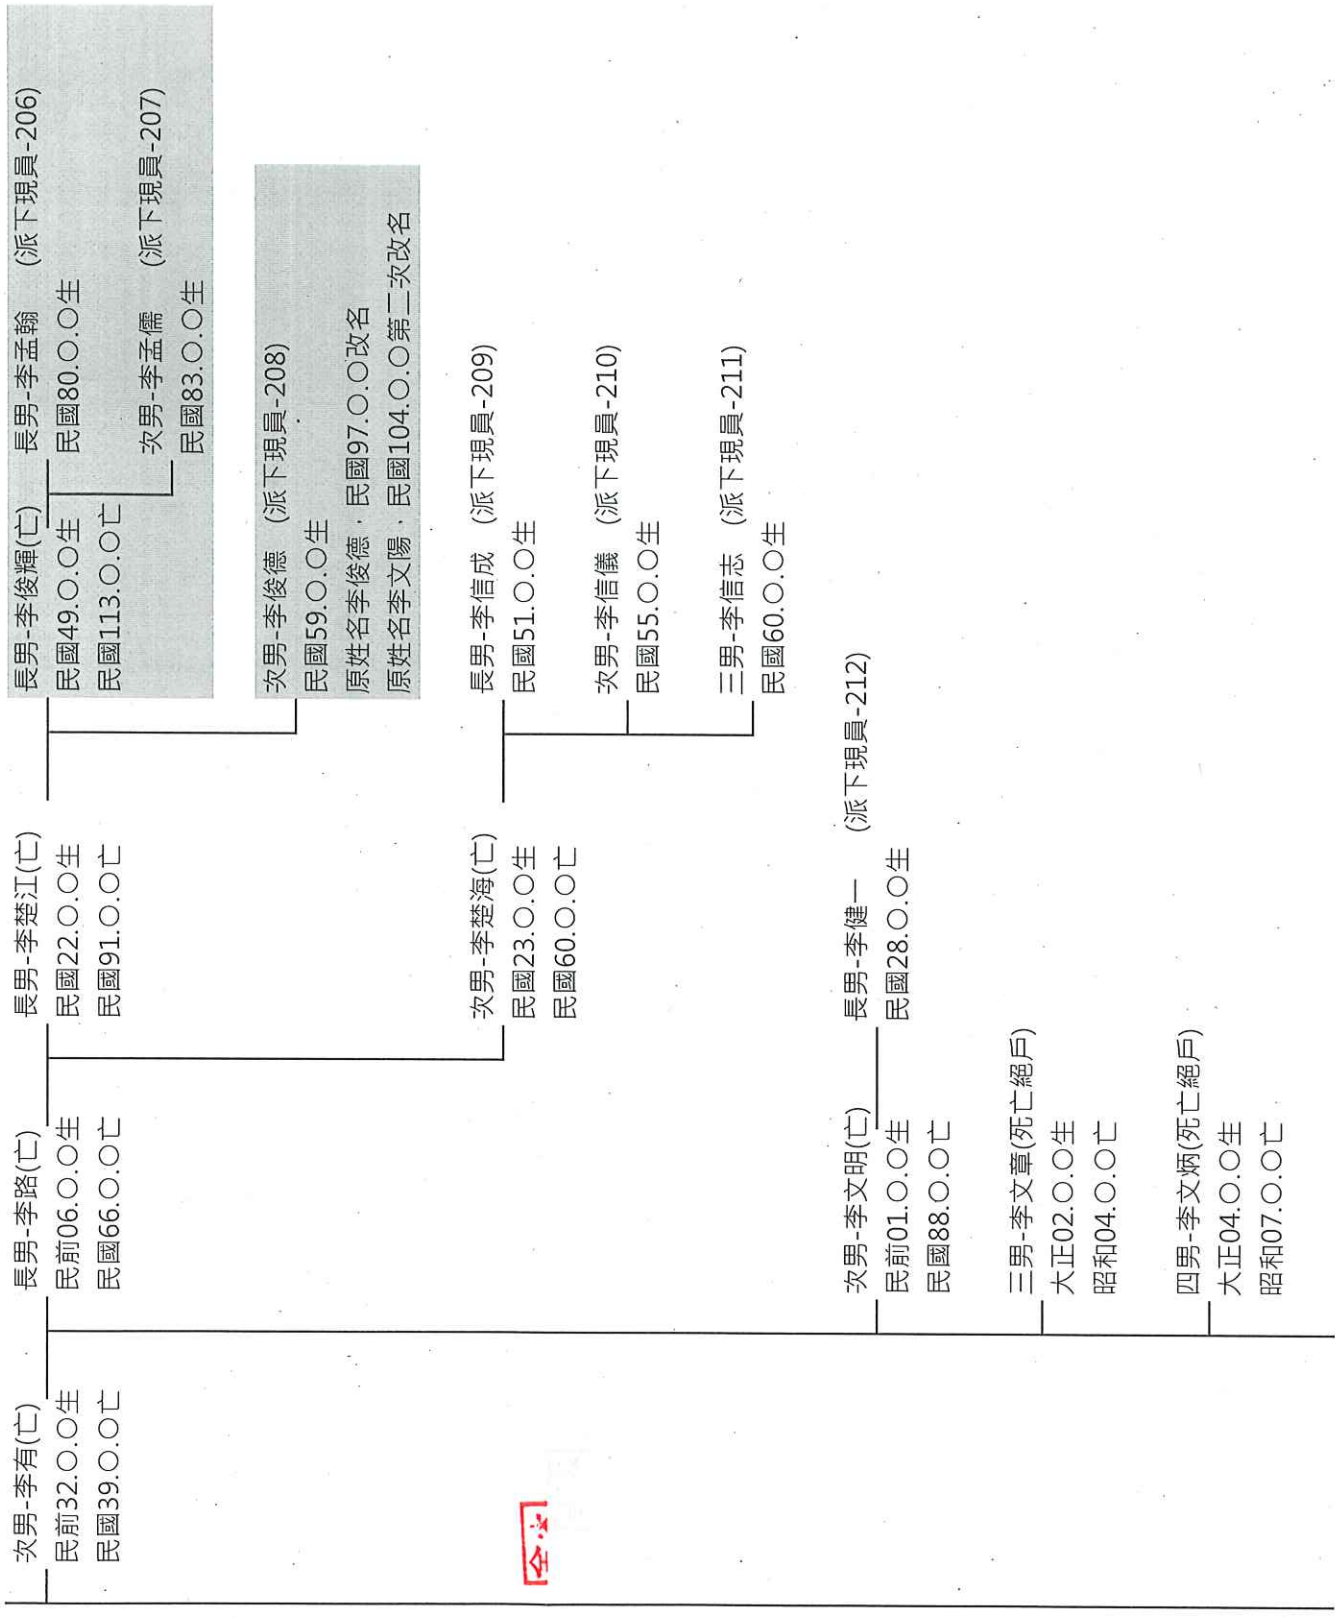 次男-李有(亡)
民前32.○.○生
民國39.○.○亡
長男-李路(亡)
民前06.○.○生
民國66.○.○亡
長男-李楚江(亡)
民國22.○.○生
民國91.○.○亡
長男-李俊輝(亡)
民國49.○.○生
民國113.○.○亡
長男-李孟翰 (派下現員-206)
民國80.○.○生
次男-李孟儒 (派下現員-207)
民國83.○.○生
次男-李俊德 (派下現員-208)
民國59.○.○生
原姓名李俊德，民國97.○.○改名
原姓名李文陽，民國104.○.○第二次改名
次男-李楚海(亡)
民國23.○.○生
民國60.○.○亡
長男-李信成 (派下現員-209)
民國51.○.○生
次男-李信儀 (派下現員-210)
民國55.○.○生
三男-李信志 (派下現員-211)
民國60.○.○生
次男-李文明(亡)
民前01.○.○生
民國88.○.○亡
長男-李健一 (派下現員-212)
民國28.○.○生
三男-李文章(死亡絕戶)
大正02.○.○生
昭和04.○.○亡
四男-李文炳(死亡絕戶)
大正04.○.○生
昭和07.○.○亡